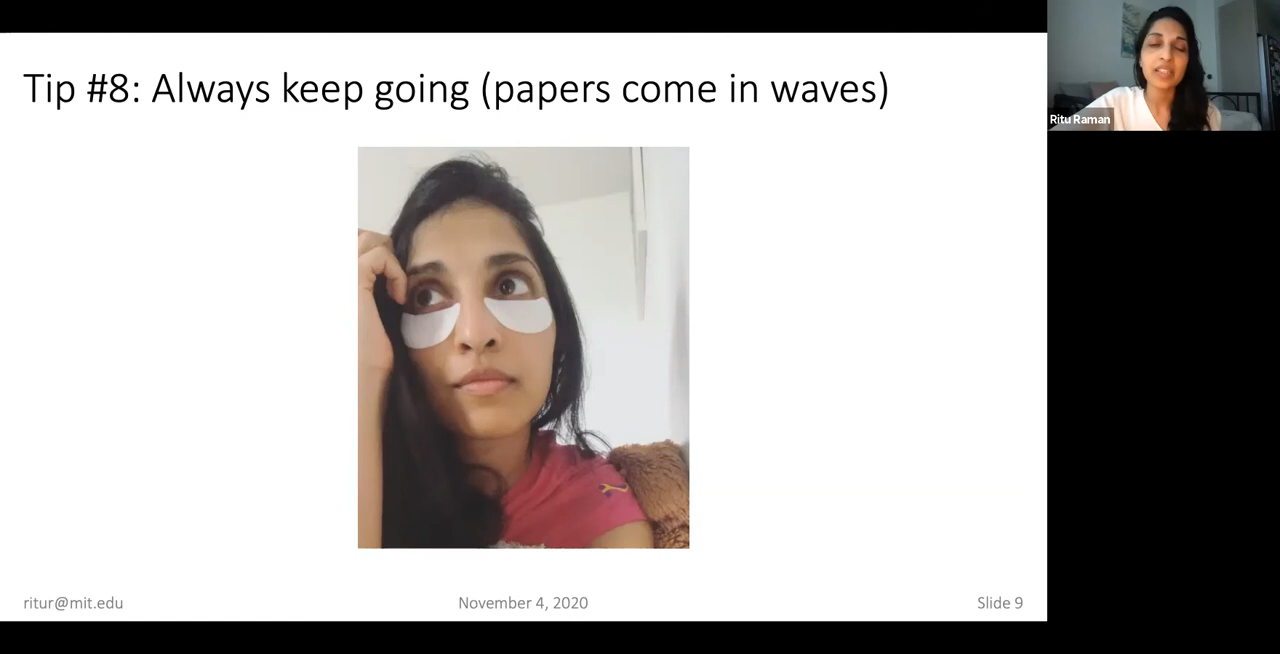 Tip #8: Always keep going (papers come in waves)
Ritu Raman
ritur@mit.edu
November 4, 2020
Slide 9